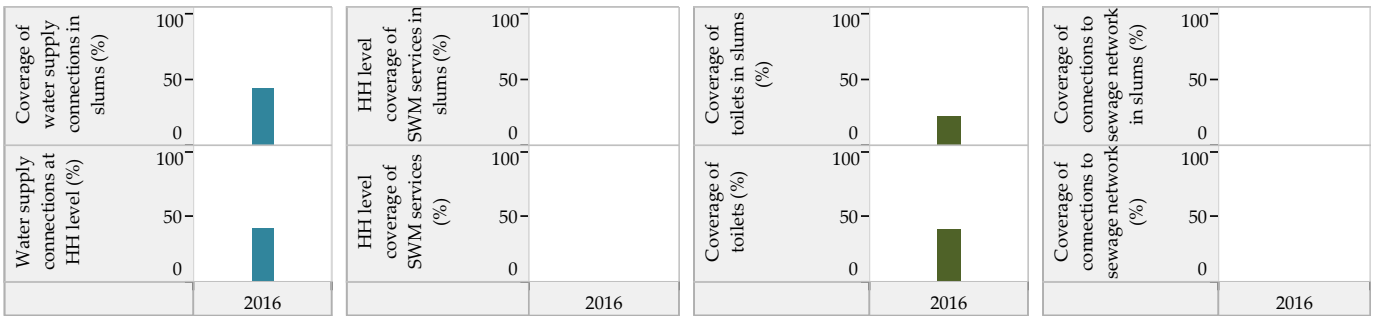 Coverage of
water supply
connections in
slums (%)
100
50
0
Water supply
connections at
HH level (%)
100
50
0
2016
HH level
coverage of
SWM services in
slums (%)
100
50
0
HH level
coverage of
SWM services
(%)
100
50
0
2016
Coverage of
toilets in slums
(%)
100
50
0
Coverage of
toilets (%)
100
50
0
2016
Coverage of
connections to
sewage network
in slums (%)
100
50
0
Coverage of
connections to
sewage network
(%)
100
50
0
2016